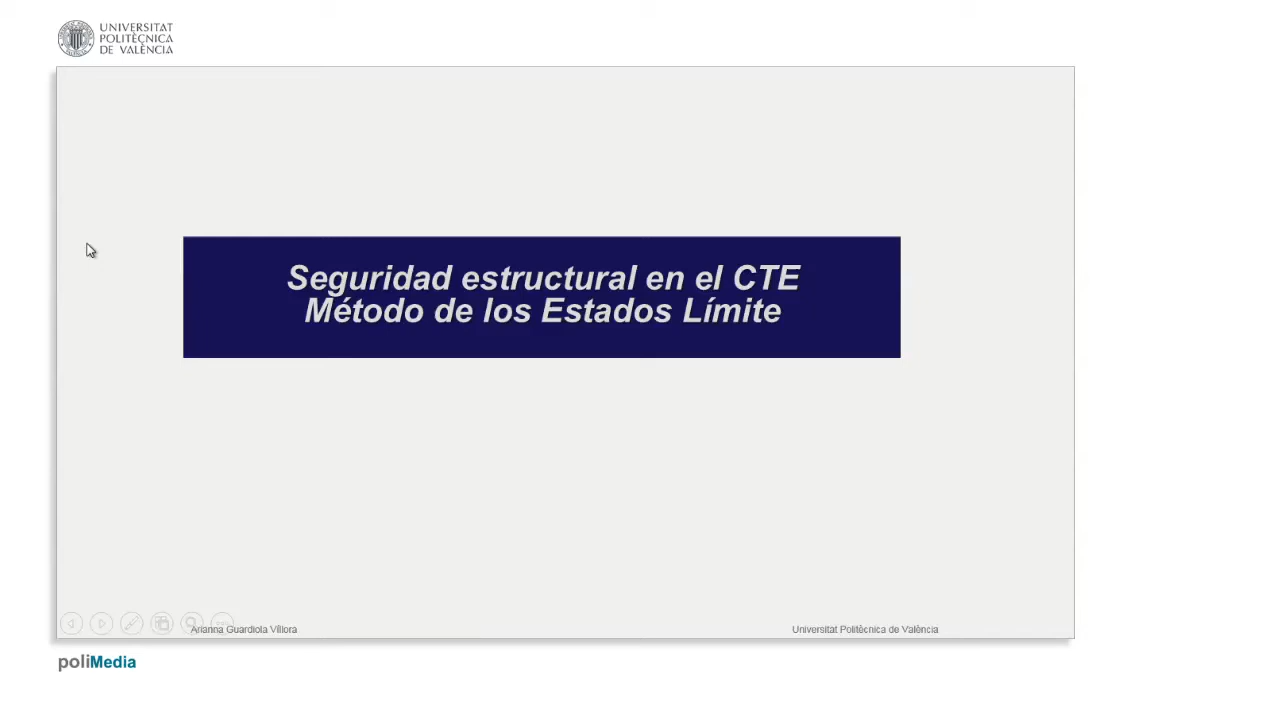 UNIVERSITAT
POLITÈCNICA
DE VALÈNCIA
Seguridad estructural en el CTE
Método de los Estados Límite
Arianna Guardiola Víllora
Universitat Politècnica de València
poliMedia